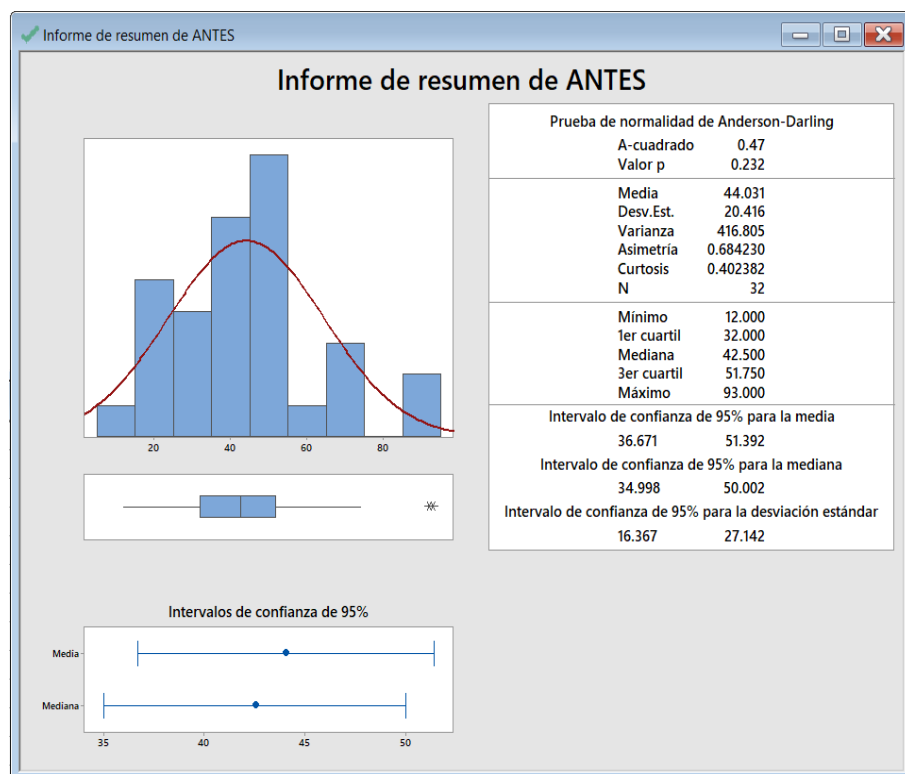 Informe de resumen de ANTES
Informe de resumen de ANTES
20 40 60 80
Intervalos de confianza de 95%
Media
Mediana
35 40 45 50
Prueba de normalidad de Anderson-Darling
A-cuadrado 0.47
Valor p 0.232
Media 44.031
Desv.Est. 20.416
Varianza 416.805
Asimetría 0.684230
Curtosis 0.402382
N 32
Mínimo 12.000
1er cuartil 32.000
Mediana 42.500
3er cuartil 51.750
Máximo 93.000
Intervalo de confianza de 95% para la media
36.671 51.392
Intervalo de confianza de 95% para la mediana
34.998 50.002
Intervalo de confianza de 95% para la desviación estándar
16.367 27.142